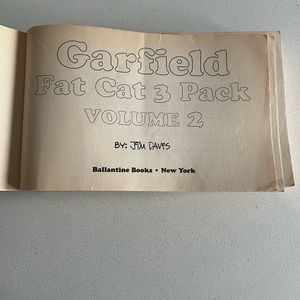 Garfield
Fat Cat 3 Pack
VOLUME 2
BY: JIM DAVIS
Ballantine Books • New York